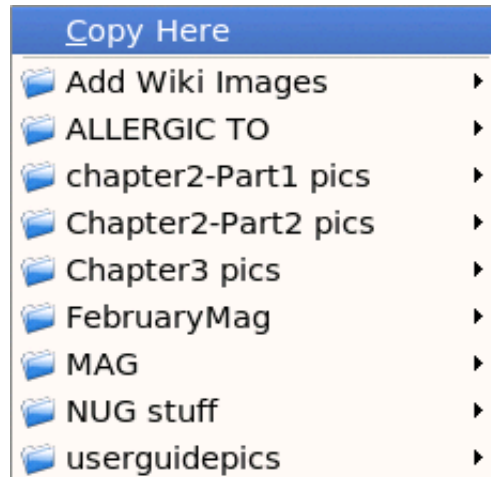 Copy Here
Add Wiki Images
ALLERGIC TO
chapter2-Part1 pics
Chapter2-Part2 pics
Chapter3 pics
FebruaryMag
MAG
NUG stuff
userguidepics